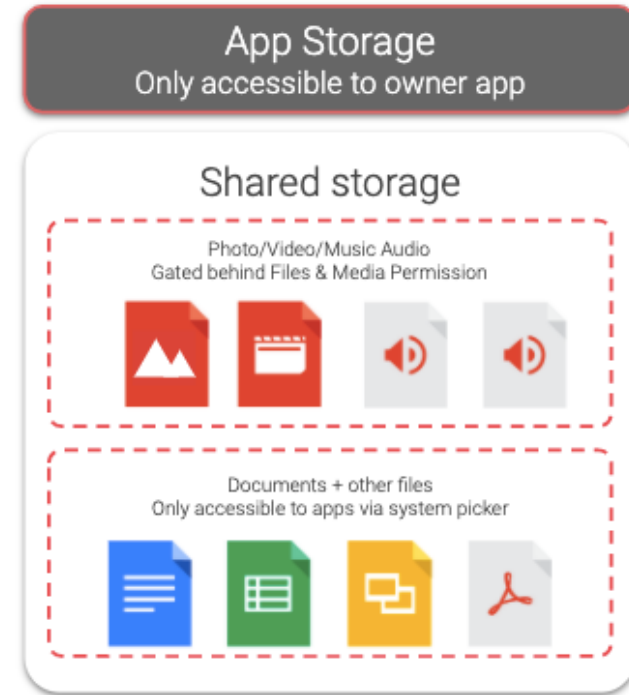 App Storage
Only accessible to owner app
Shared storage
Photo/Video/Music Audio
Gated behind Files & Media Permission
Documents + other files
Only accessible to apps via system picker